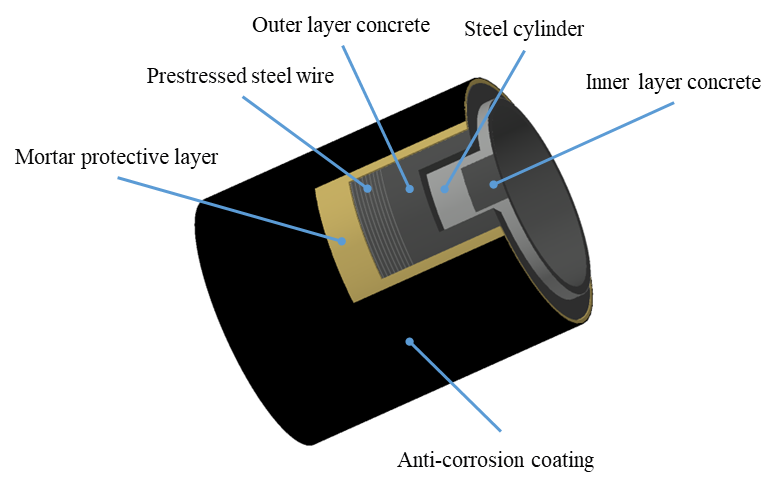 Outer layer concrete
Steel cylinder
Prestressed steel wire
Inner layer concrete
Mortar protective layer
Anti-corrosion coating